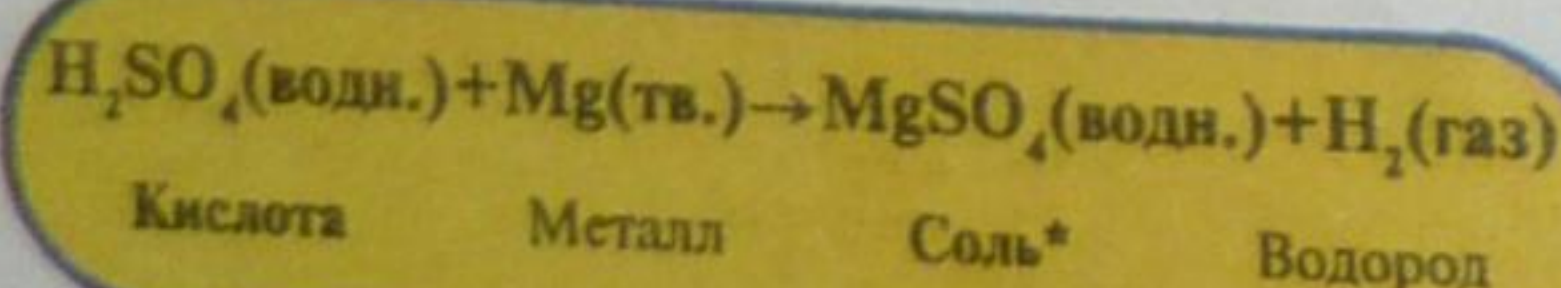 H₂SO₄(водн.)+Mg(тв.)→MgSO₄(водн.)+H₂(газ)
Кислота Металл Соль* Водород